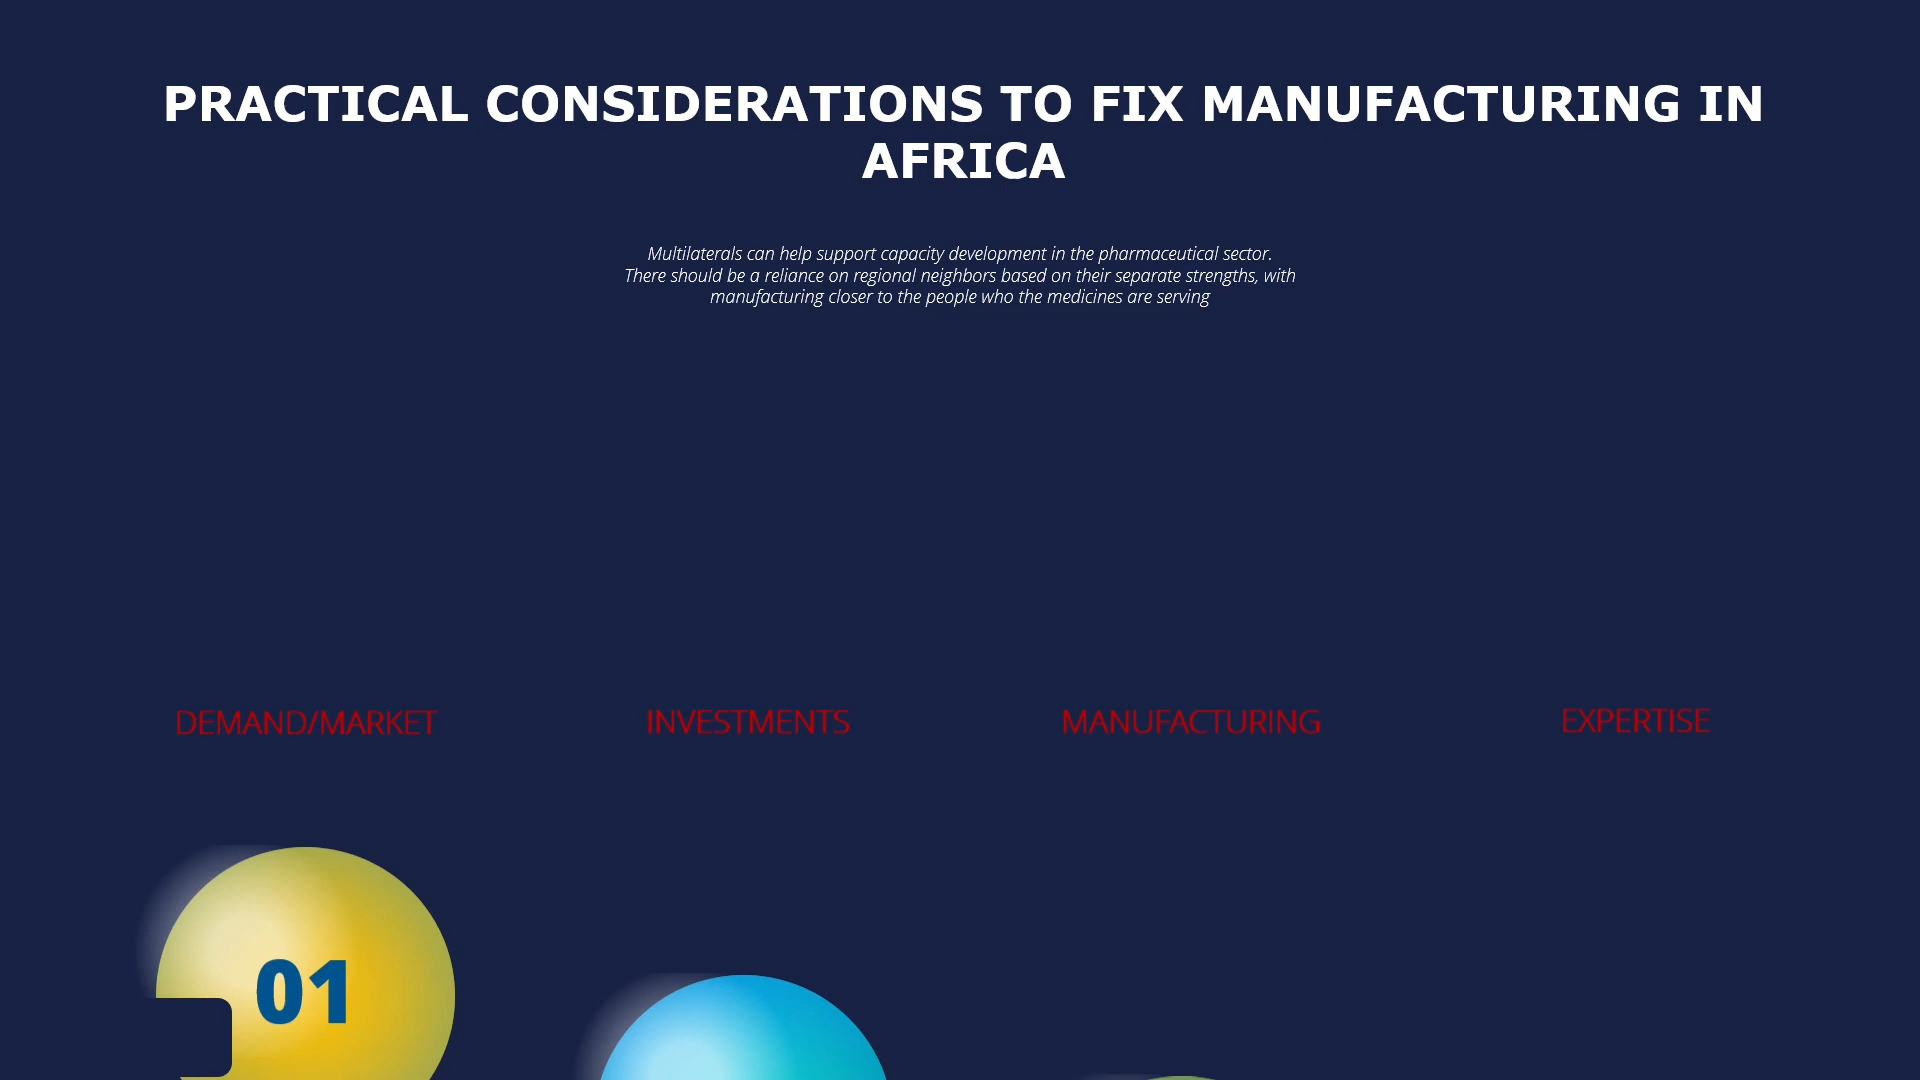 PRACTICAL CONSIDERATIONS TO FIX MANUFACTURING IN
AFRICA
Multilaterals can help support capacity development in the pharmaceutical sector.
There should be a reliance on regional neighbors based on their separate strengths, with
manufacturing closer to the people who the medicines are serving
DEMAND/MARKET
INVESTMENTS
MANUFACTURING
EXPERTISE
01